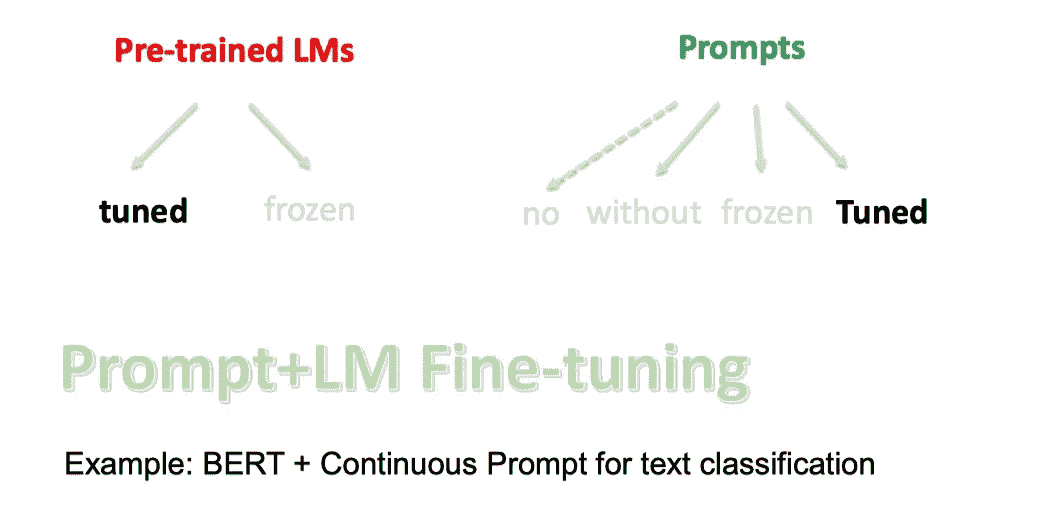 Pre-trained LMs Prompts
tuned frozen no without frozen Tuned
Prompt+LM Fine-tuning
Example: BERT + Continuous Prompt for text classification